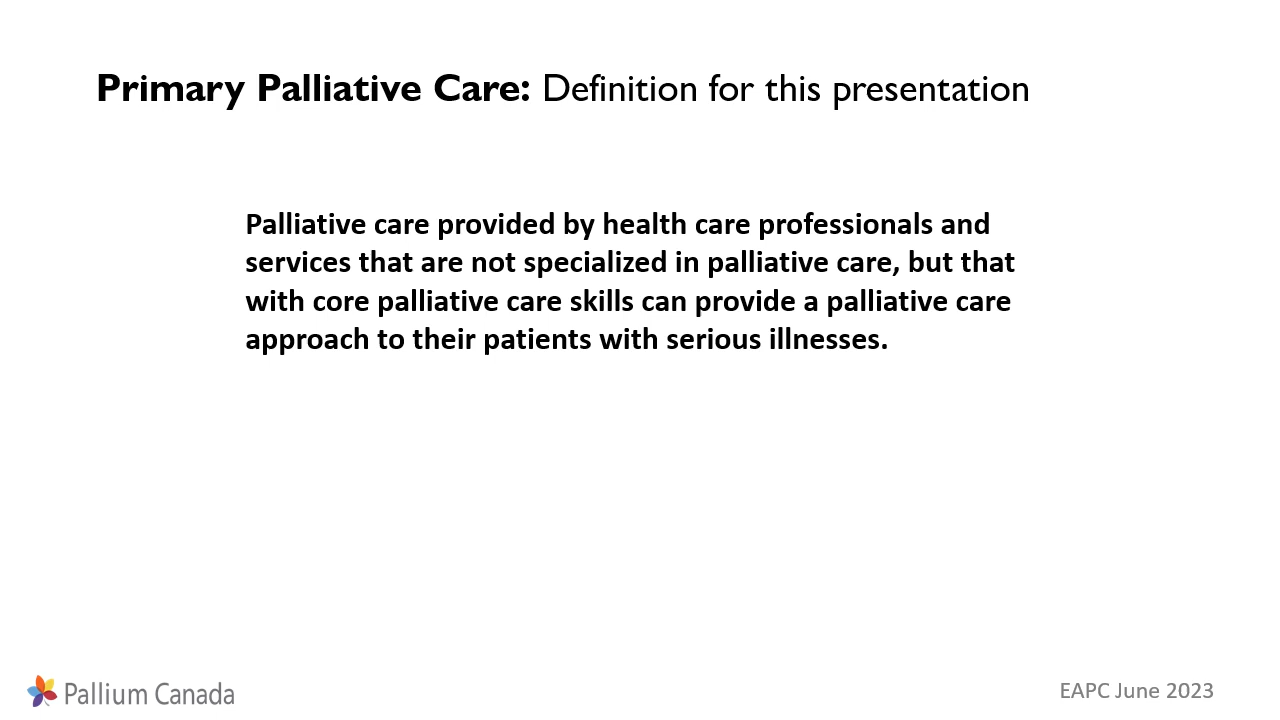 Primary Palliative Care: Definition for this presentation
Palliative care provided by health care professionals and
services that are not specialized in palliative care, but that
with core palliative care skills can provide a palliative care
approach to their patients with serious illnesses.
Pallium Canada
EAPC June 2023